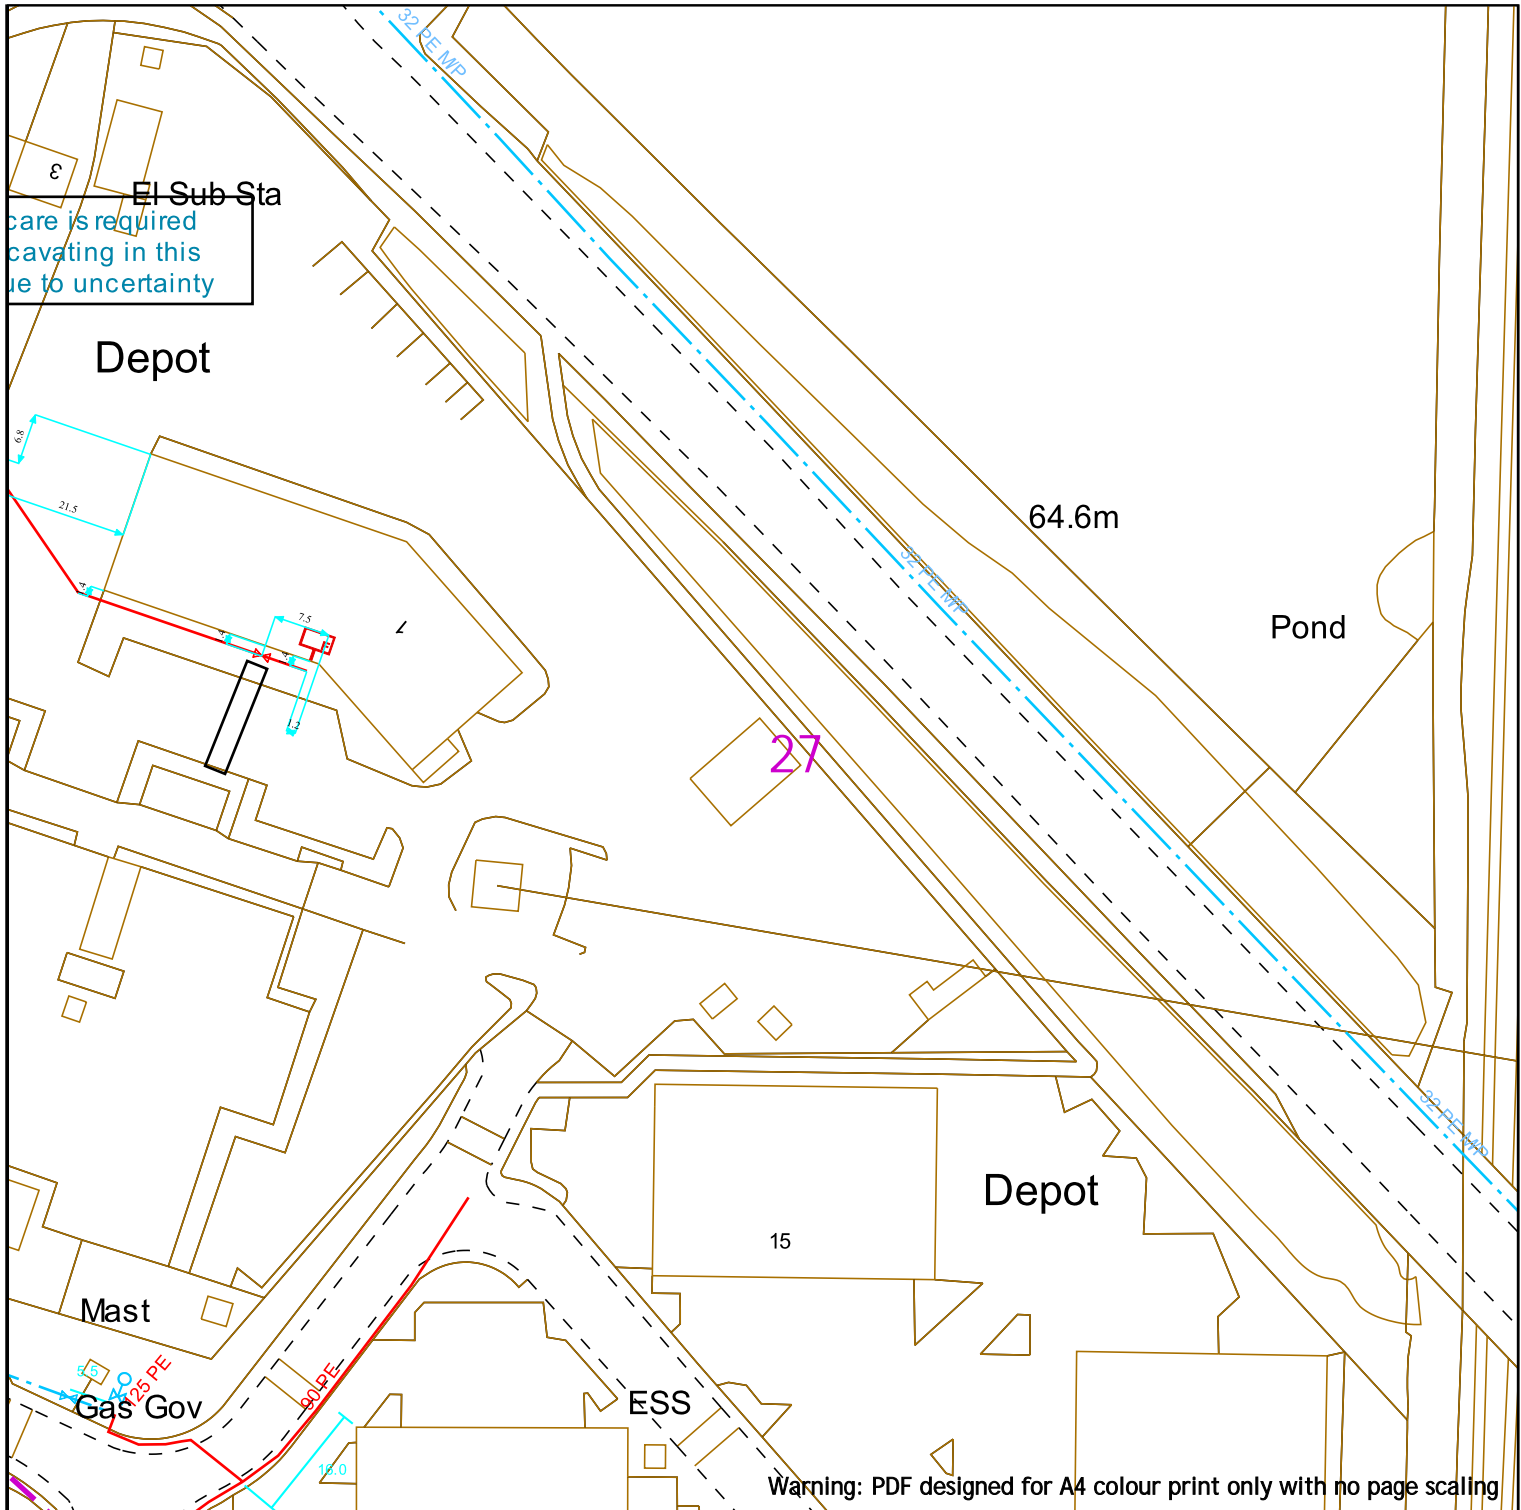 32 PE MP
3
El Sub Sta
care is required
cavating in this
ue to uncertainty
Depot
6.8
21.5
64.6m
32 PE MP
7.5
1
Pond
1.2
27
32 PE MP
Depot
15
Mast
5.5
125 PE
90 PE
Gas Gov
ESS
16.0
Warning: PDF designed for A4 colour print only with no page scaling